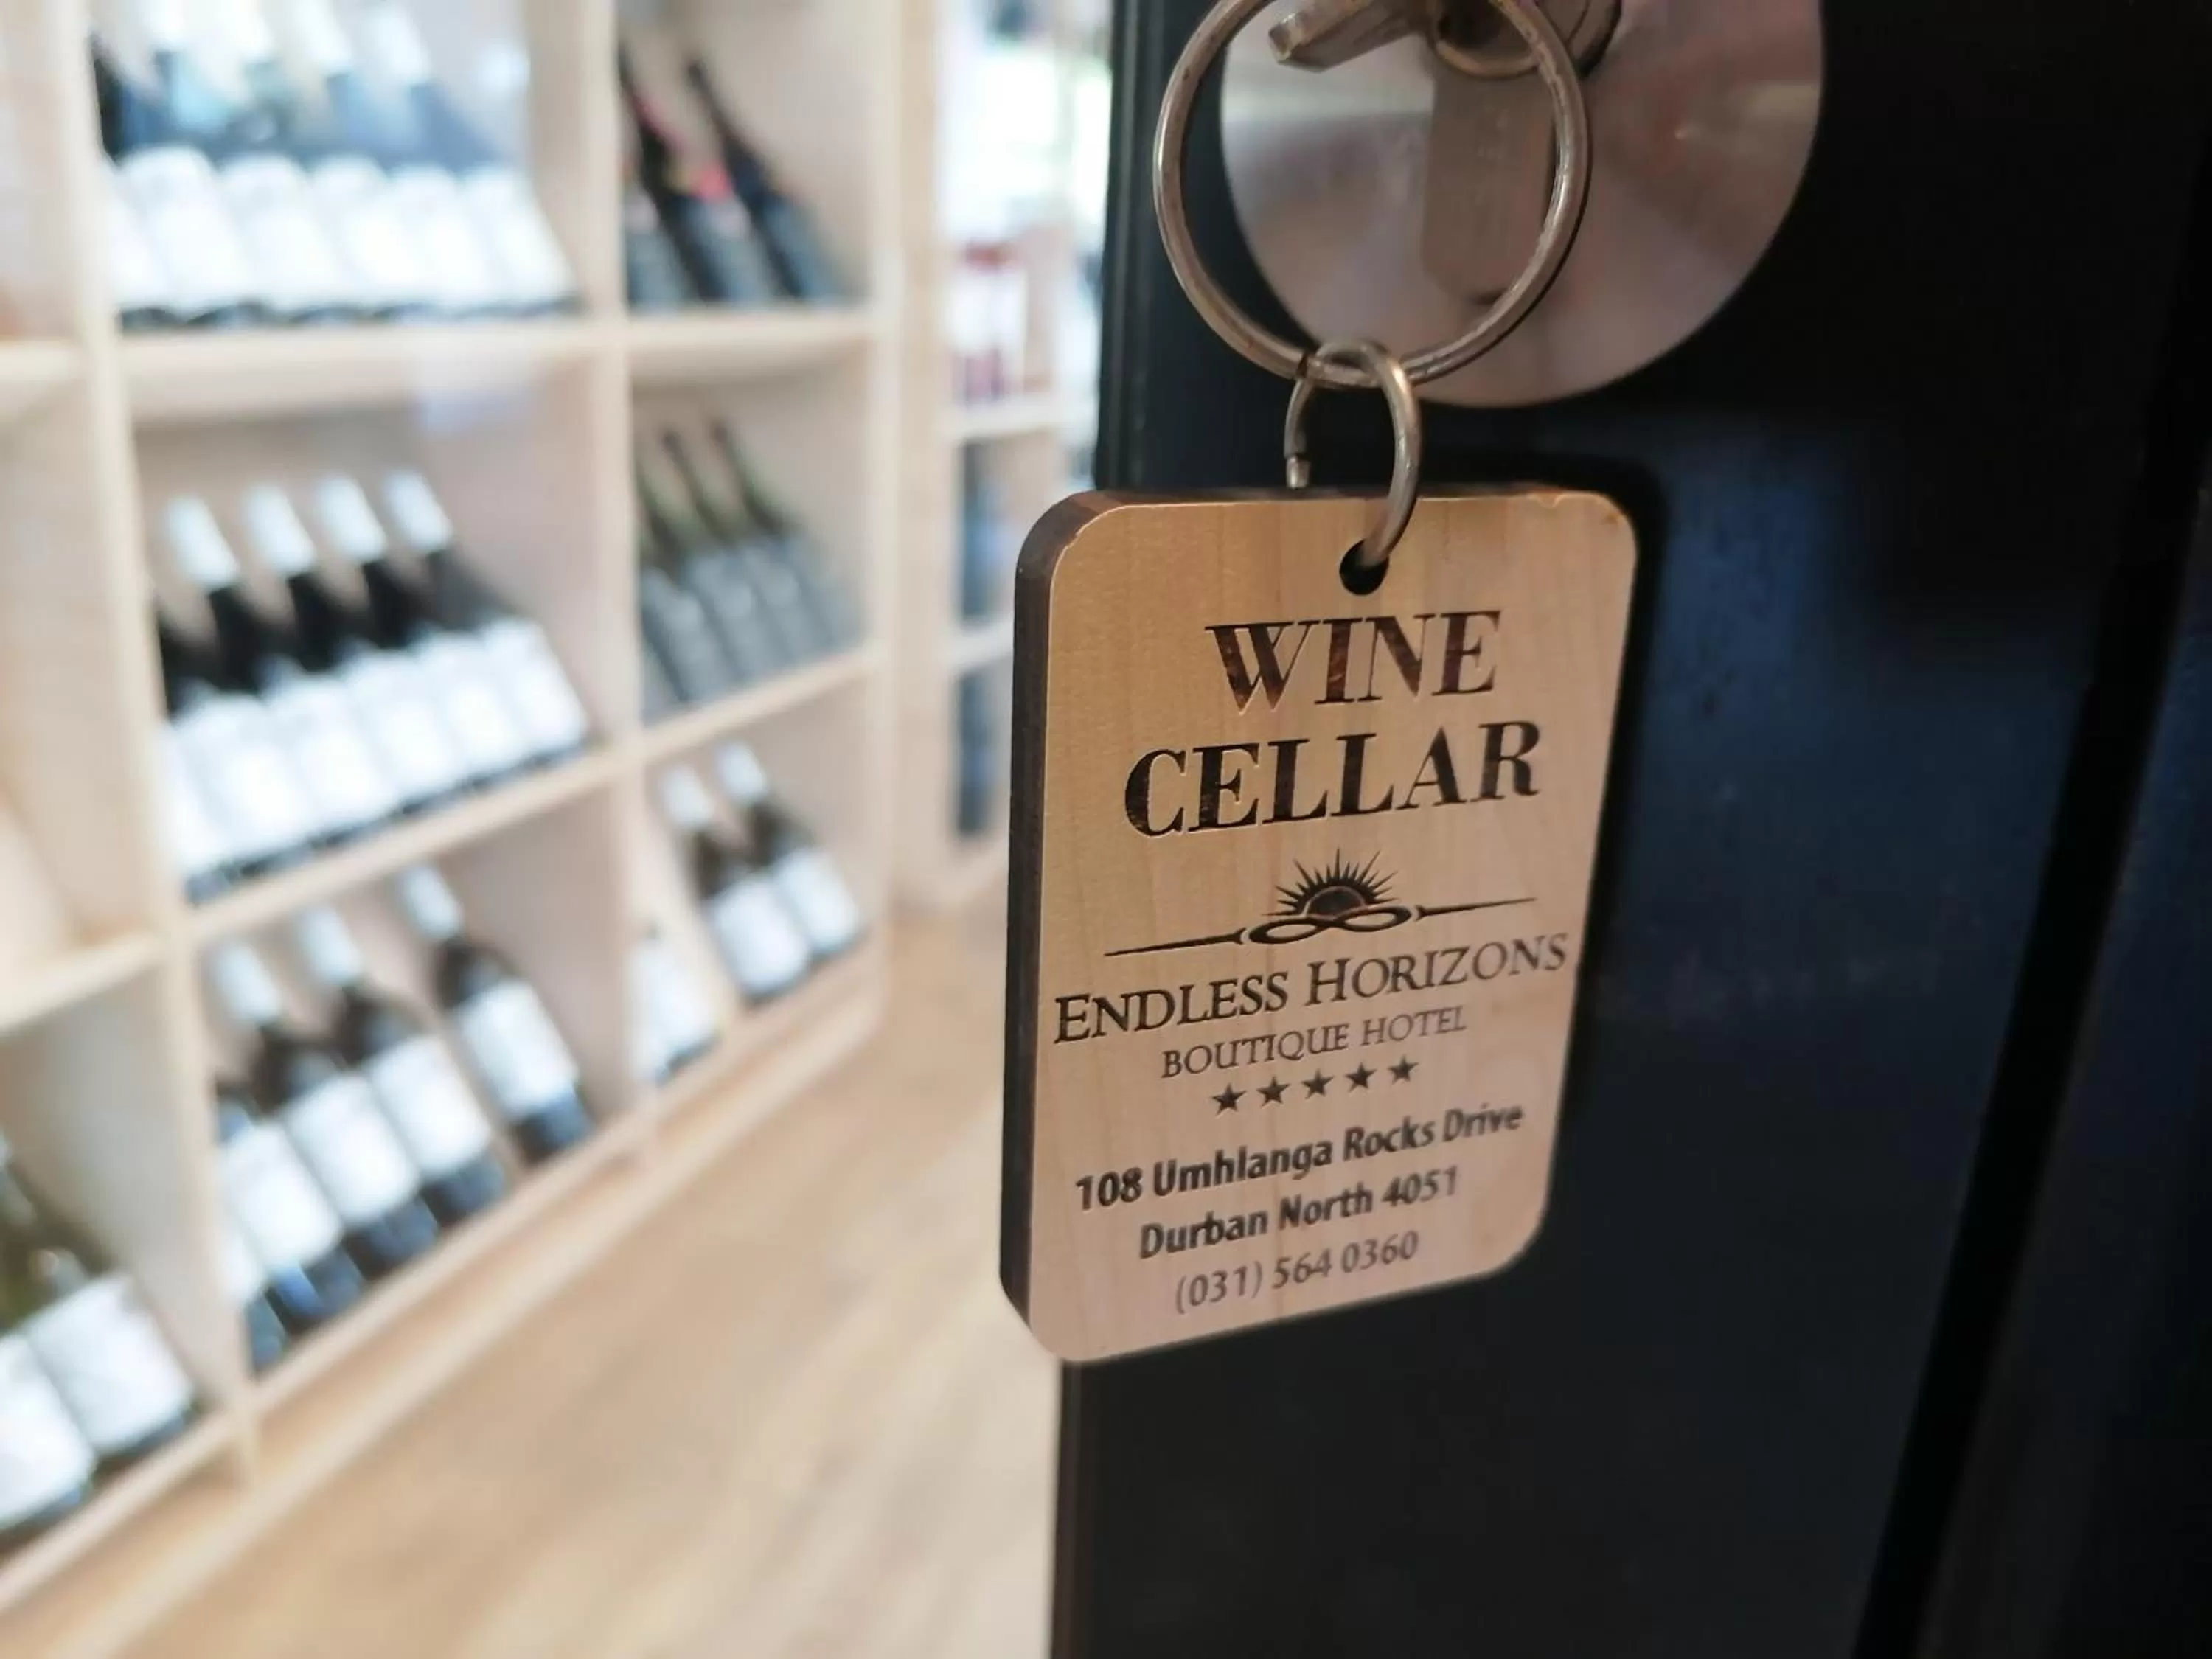 WINE
CELLAR
ENDLESS HORIZONS
BOUTIQUE HOTEL
★★★★★
108 Umhlanga Rocks Drive
Durban North 4051
(031) 564 0360